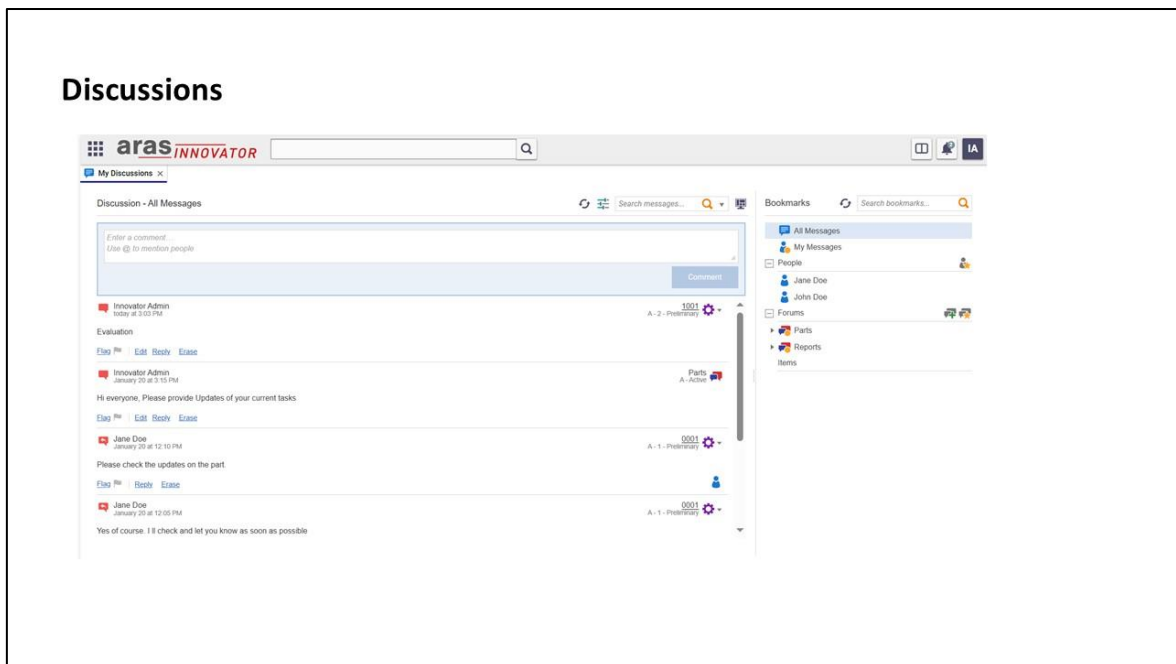 Discussions
aras INNOVATOR
IA
My Discussions
Discussion - All Messages
Search messages...
Enter a comment ...
Use @ to mention people
Comment
Innovator Admin
today at 3:03 PM
1001
A - 2 - Preliminary
Evaluation
Flag Edit Reply Erase
Innovator Admin
January 20 at 3:15 PM
Parts
A - Active
Hi everyone, Please provide Updates of your current tasks
Flag Edit Reply Erase
Jane Doe
January 20 at 12:10 PM
0001
A - 1 - Preliminary
Please check the updates on the part
Flag Reply Erase
Jane Doe
January 20 at 12:05 PM
0001
A - 1 - Preliminary
Yes of course. I ll check and let you know as soon as possible
Bookmarks
Search bookmarks...
All Messages
My Messages
People
Jane Doe
John Doe
Forums
Parts
Reports
Items